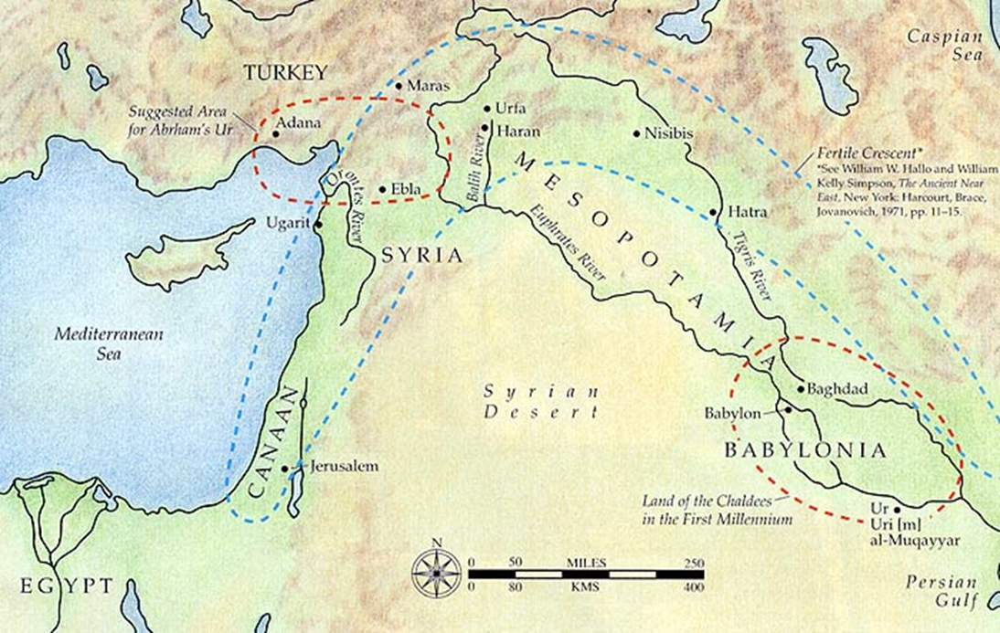 Caspian
Sea
TURKEY
Maras
Suggested Area
for Abrham's Ur
Adana
Urfa
Haran
Nisibis
Balih River
Fertile Crescent*
*See William W. Hallo and William
Kelly Simpson, The Ancient Near
East, New York: Harcourt, Brace,
Jovanovich, 1971, pp. 11–15.
Orontes River
Ebla
Ugarit
SYRIA
MESOPOTAMIA
Euphrates River
Hatra
Tigris River
Mediterranean
Sea
Syrian
Desert
Baghdad
Babylon
BABYLONIA
CANAAN
Jerusalem
Land of the Chaldees
in the First Millennium
Ur
Uri [m]
al-Muqayyar
N
0 50 MILES 250
0 80 KMS 400
EGYPT
Persian
Gulf